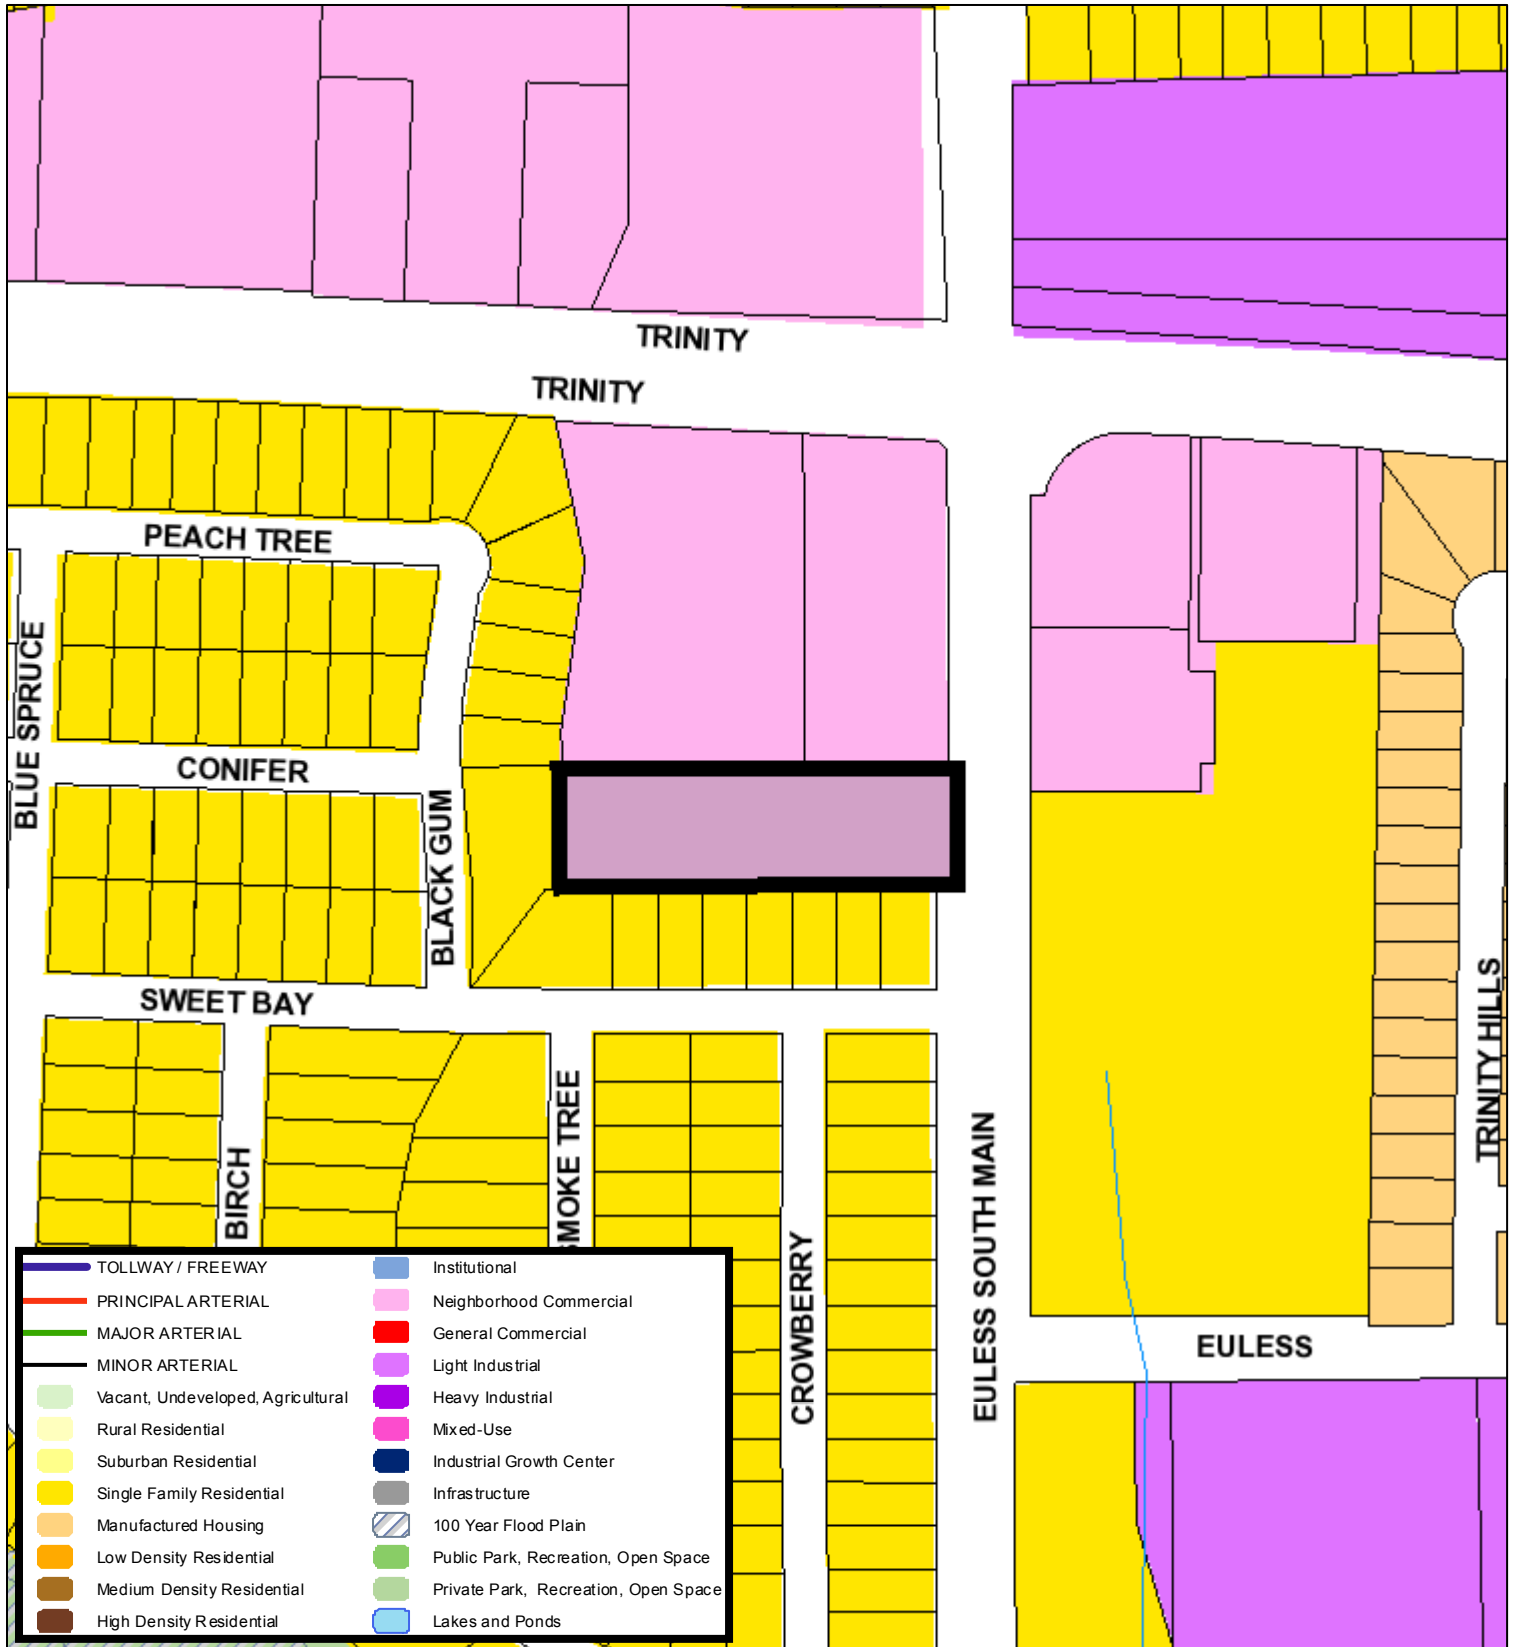 TRINITY
TRINITY
PEACH TREE
BLUE SPRUCE
CONIFER
BLACK GUM
SWEET BAY
BIRCH
SMOKE TREE
CROWBERRY
EULESS SOUTH MAIN
TRINITY HILLS
EULESS
TOLLWAY / FREEWAY
PRINCIPAL ARTERIAL
MAJOR ARTERIAL
MINOR ARTERIAL
Vacant, Undeveloped, Agricultural
Rural Residential
Suburban Residential
Single Family Residential
Manufactured Housing
Low Density Residential
Medium Density Residential
High Density Residential
Institutional
Neighborhood Commercial
General Commercial
Light Industrial
Heavy Industrial
Mixed-Use
Industrial Growth Center
Infrastructure
100 Year Flood Plain
Public Park, Recreation, Open Space
Private Park, Recreation, Open Space
Lakes and Ponds